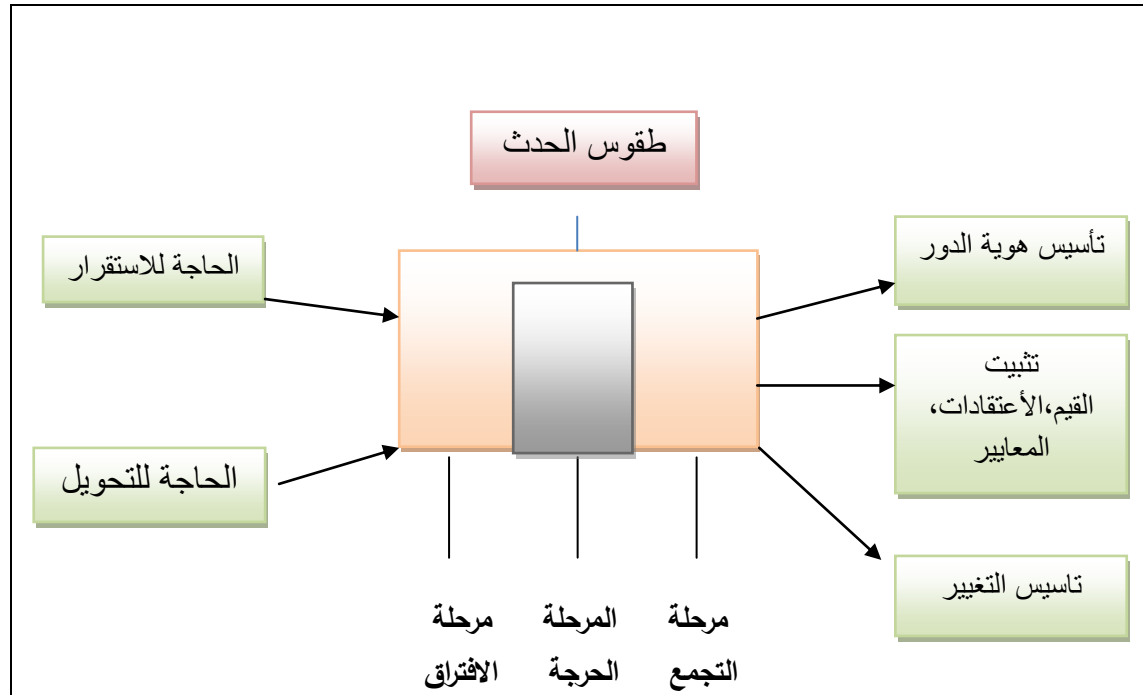 طقوس الحدث
تأسيس هوية الدور
الحاجة للاستقرار
تثبيت
القيم،الأعتقادات،
المعايير
الحاجة للتحويل
تاسيس التغيير
مرحلة
التجمع
المرحلة
الحرجة
مرحلة
الافتراق